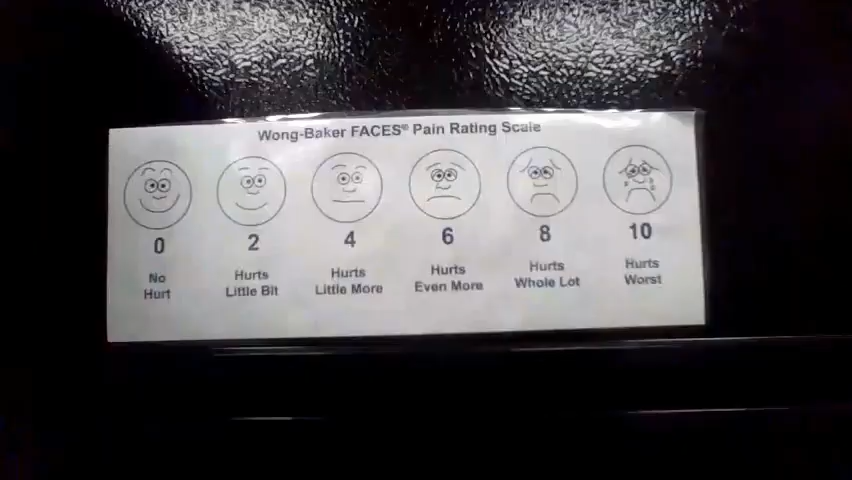 Wong-Baker FACES® Pain Rating Scale
0 2 4 6 8 10
No Hurts Hurts Hurts Hurts Hurts
Hurt Little Bit Little More Even More Whole Lot Worst